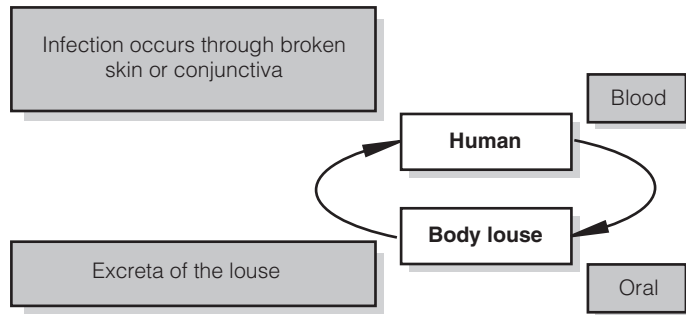 Infection occurs through broken
skin or conjunctiva
Blood
Human
Body louse
Excreta of the louse
Oral